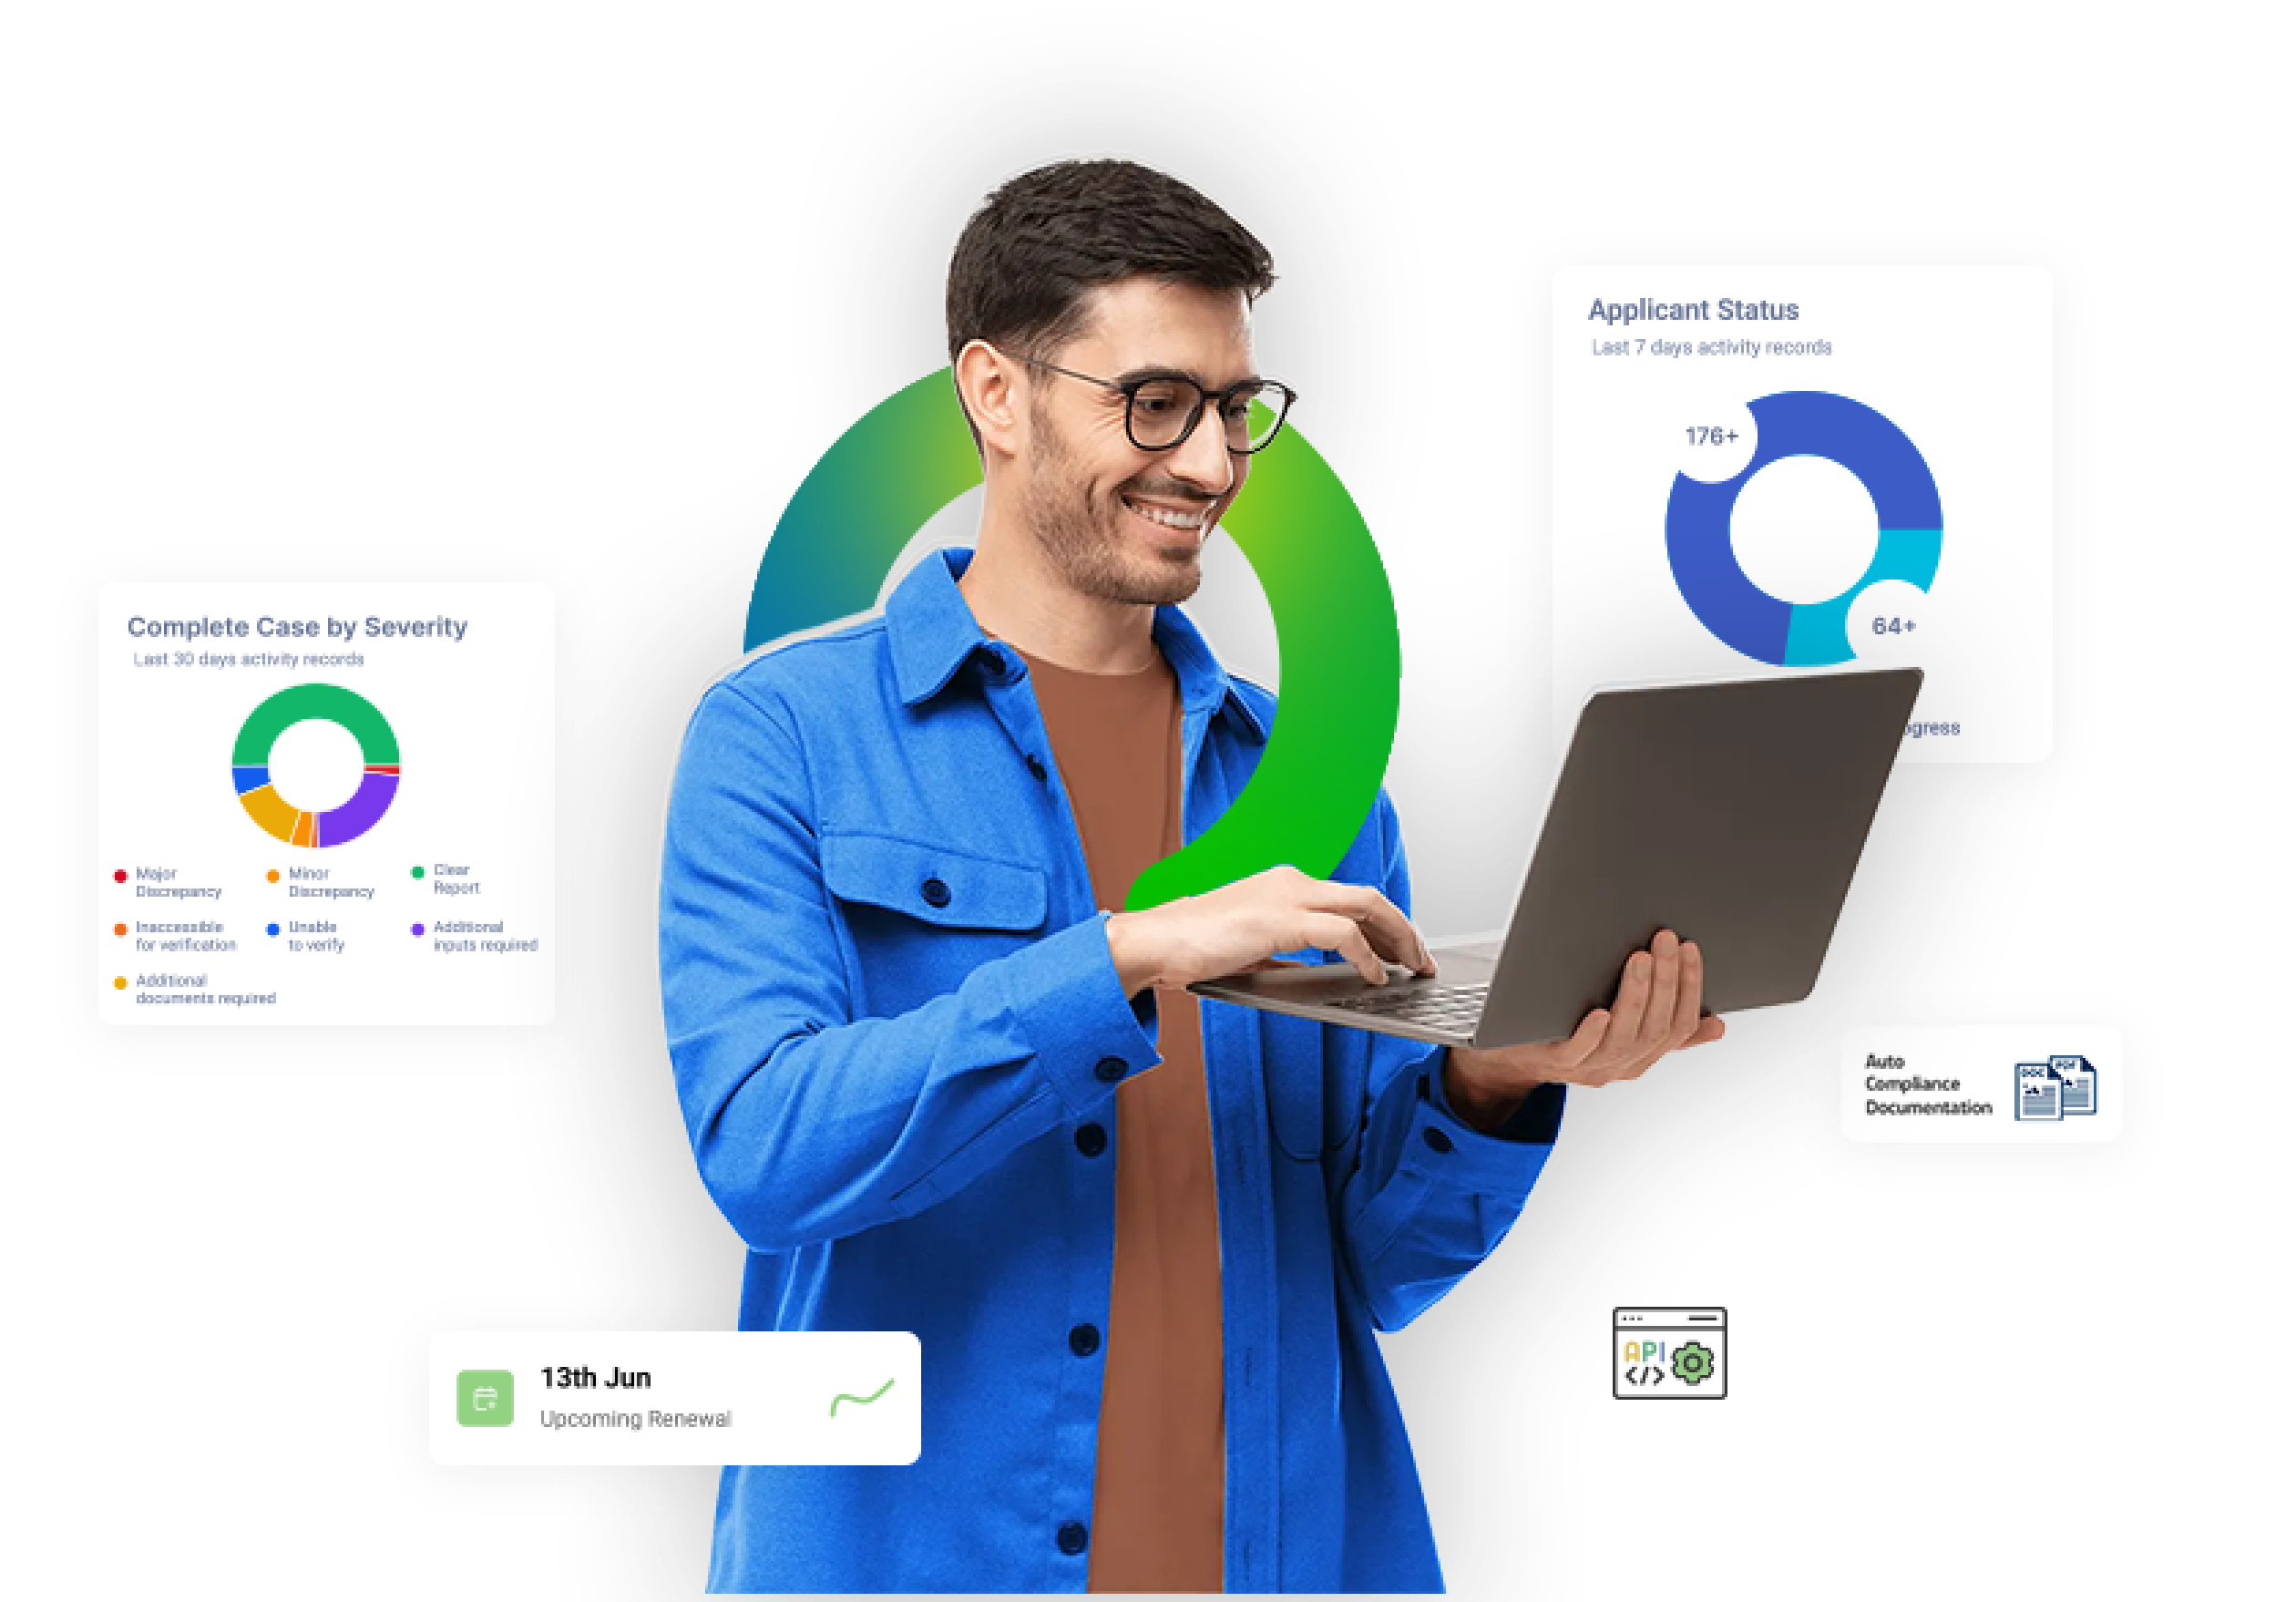 Applicant Status
Last 7 days activity records
176+
64+
ogress
Complete Case by Severity
Last 30 days activity records
Major
Discrepancy
Minor
Discrepancy
Clear
Report
Inaccessible
for verification
Unable
to verify
Additional
inputs required
Additional
documents required
Auto
Compliance
Documentation
DOC
PDF
13th Jun
Upcoming Renewal
API
</>